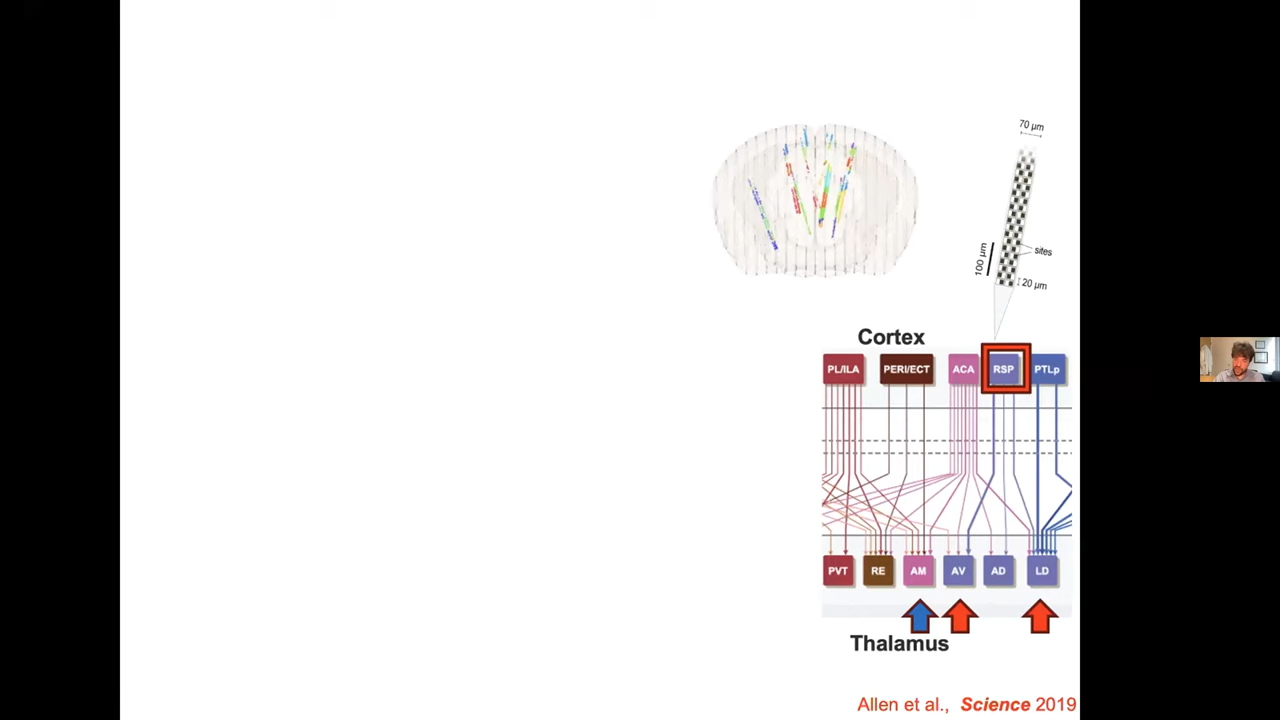 70 µm
sites
100 µm
20 µm
Cortex
PL/ILA PERI/ECT ACA RSP PTLp
PVT RE AM AV AD LD
Thalamus
Allen et al., Science 2019